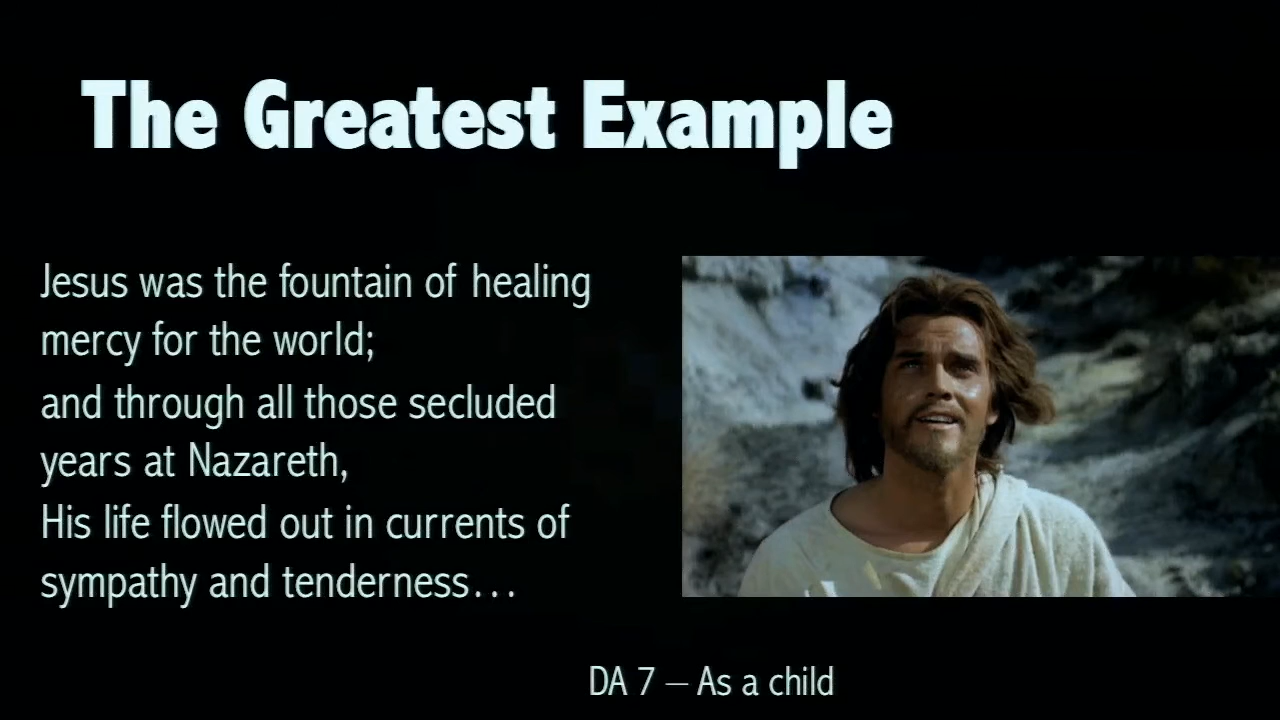 The Greatest Example
Jesus was the fountain of healing
mercy for the world;
and through all those secluded
years at Nazareth,
His life flowed out in currents of
sympathy and tenderness…
DA 7 – As a child